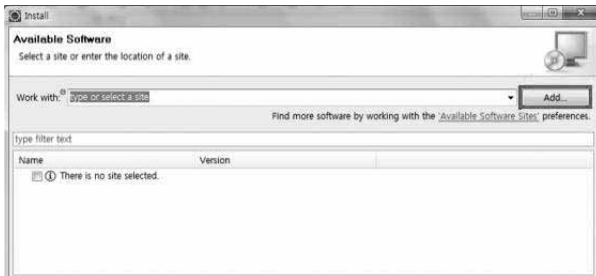 Install
Available Software
Select a site or enter the location of a site.
Work with: type or select a site
Add...
Find more software by working with the 'Available Software Sites' preferences.
type filter text
Name Version
There is no site selected.